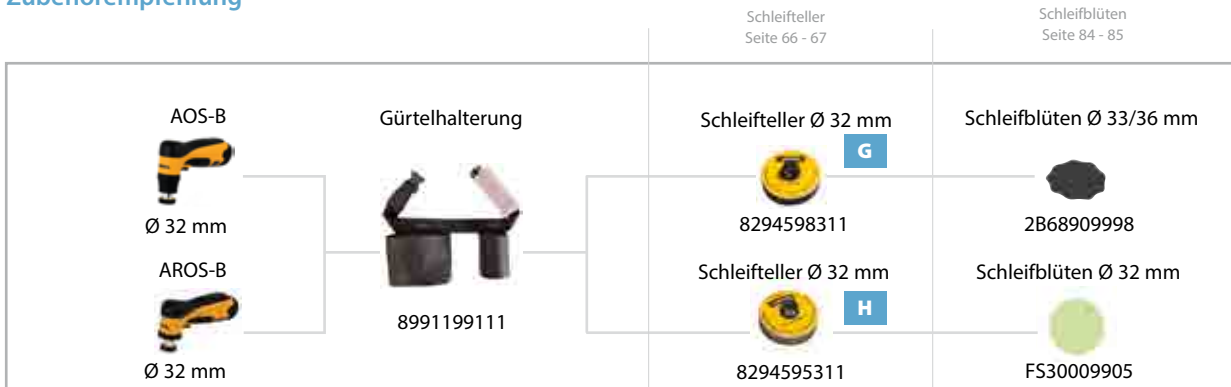 Zubehörempfehlung
Schleifteller
Seite 66 - 67
Schleifblüten
Seite 84 - 85
AOS-B
Ø 32 mm
AROS-B
Ø 32 mm
Gürtelhalterung
8991199111
Schleifteller Ø 32 mm
G
8294598311
Schleifteller Ø 32 mm
H
8294595311
Schleifblüten Ø 33/36 mm
2B68909998
Schleifblüten Ø 32 mm
FS30009905